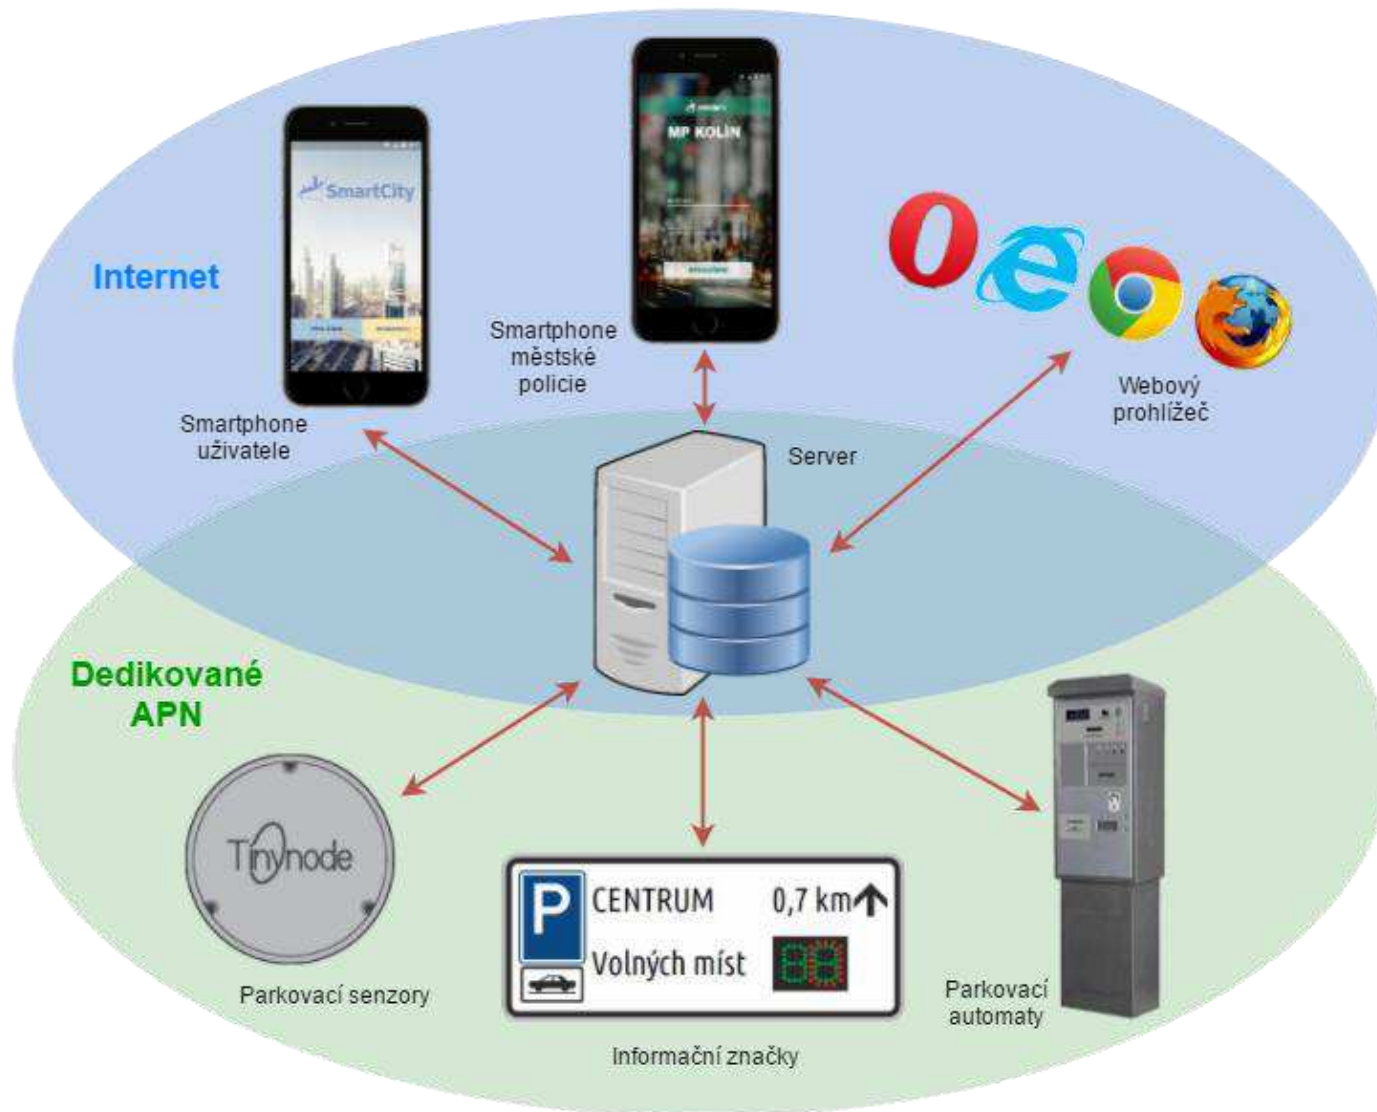 MP KOLÍN
SmartCity
Internet
Smartphone
městské
policie
Webový
prohlížeč
Smartphone
uživatele
Server
Dedikované
APN
Tinynode
P
CENTRUM 0,7 km
Volných míst
Parkovací senzory
Parkovací
automaty
Informační značky